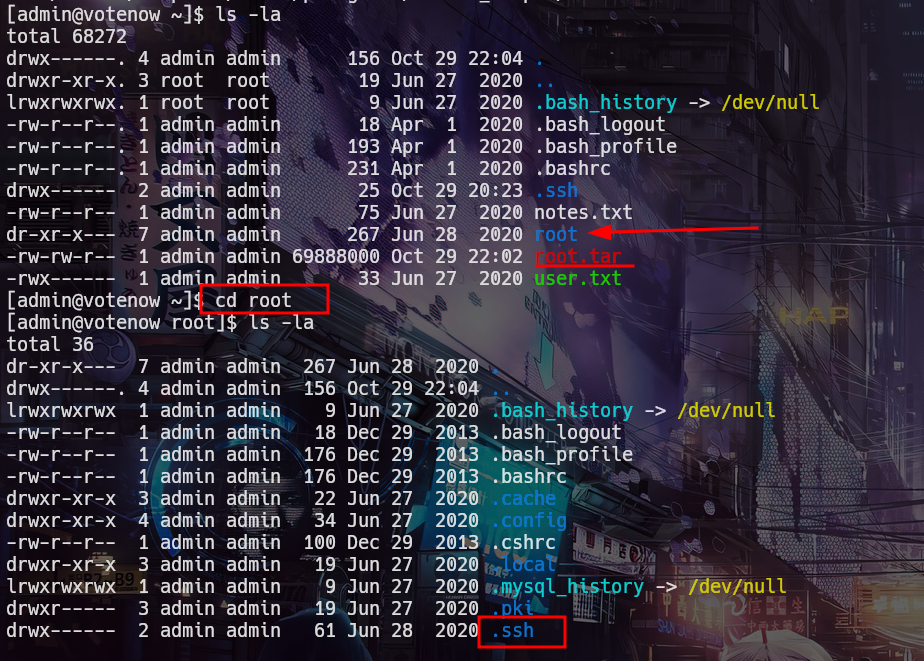 [admin@votenow ~]$ ls -la
total 68272
drwx------. 4 admin admin      156 Oct 29 22:04 .
drwxr-xr-x. 3 root  root        19 Jun 27  2020 ..
lrwxrwxrwx. 1 root  root         9 Jun 27  2020 .bash_history -> /dev/null
-rw-r--r--. 1 admin admin       18 Apr  1  2020 .bash_logout
-rw-r--r--. 1 admin admin      193 Apr  1  2020 .bash_profile
-rw-r--r--. 1 admin admin      231 Apr  1  2020 .bashrc
drwx------  2 admin admin       25 Oct 29 20:23 .ssh
-rw-r--r--  1 admin admin       75 Jun 27  2020 notes.txt
dr-xr-x---  7 admin admin      267 Jun 28  2020 root
-rw-rw-r--  1 admin admin 69888000 Oct 29 22:02 root.tar
-rwx------  1 admin admin       33 Jun 27  2020 user.txt
[admin@votenow ~]$ cd root
[admin@votenow root]$ ls -la
total 36
dr-xr-x---  7 admin admin  267 Jun 28  2020 .
drwx------. 4 admin admin  156 Oct 29 22:04 ..
lrwxrwxrwx  1 admin admin    9 Jun 27  2020 .bash_history -> /dev/null
-rw-r--r--  1 admin admin   18 Dec 29  2013 .bash_logout
-rw-r--r--  1 admin admin  176 Dec 29  2013 .bash_profile
-rw-r--r--  1 admin admin  176 Dec 29  2013 .bashrc
drwxr-xr-x  3 admin admin   22 Jun 27  2020 .cache
drwxr-xr-x  4 admin admin   34 Jun 27  2020 .config
-rw-r--r--  1 admin admin  100 Dec 29  2013 .cshrc
drwxr-xr-x  3 admin admin   19 Jun 27  2020 .local
lrwxrwxrwx  1 admin admin    9 Jun 27  2020 .mysql_history -> /dev/null
drwxr-----  3 admin admin   19 Jun 27  2020 .pki
drwx------  2 admin admin   61 Jun 28  2020 .ssh
HAP